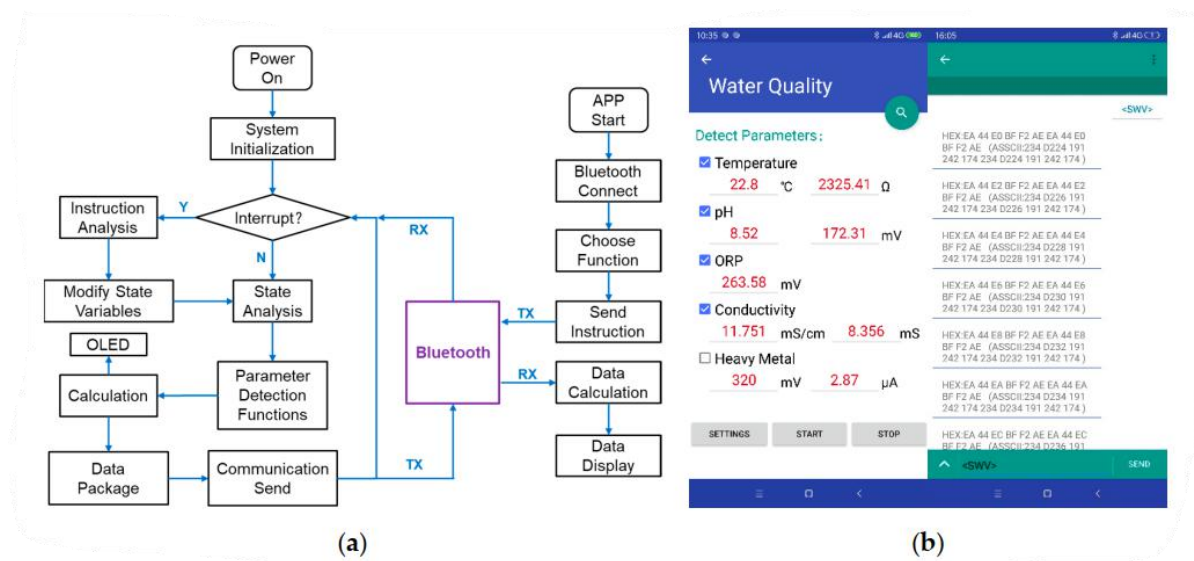 Power
On
System
Initialization
Interrupt?
Y
N
Instruction
Analysis
Modify State
Variables
State
Analysis
OLED
Calculation
Parameter
Detection
Functions
Data
Package
Communication
Send
RX
TX
Bluetooth
TX
RX
APP
Start
Bluetooth
Connect
Choose
Function
Send
Instruction
Data
Calculation
Data
Display
(a)
10:35
4G
Water Quality
Detect Parameters:
Temperature
22.8 ℃ 2325.41 Ω
pH
8.52 172.31 mV
ORP
263.58 mV
Conductivity
11.751 mS/cm 8.356 mS
Heavy Metal
320 mV 2.87 μA
SETTINGS START STOP
16:05
4G
<SWV>
HEX:EA 44 E0 BF F2 AE EA 44 E0
BF F2 AE (ASSCII:234 D224 191
242 174 234 D224 191 242 174 )
HEX:EA 44 E2 BF F2 AE EA 44 E2
BF F2 AE (ASSCII:234 D226 191
242 174 234 D226 191 242 174 )
HEX:EA 44 E4 BF F2 AE EA 44 E4
BF F2 AE (ASSCII:234 D228 191
242 174 234 D228 191 242 174 )
HEX:EA 44 E6 BF F2 AE EA 44 E6
BF F2 AE (ASSCII:234 D230 191
242 174 234 D230 191 242 174 )
HEX:EA 44 E8 BF F2 AE EA 44 E8
BF F2 AE (ASSCII:234 D232 191
242 174 234 D232 191 242 174 )
HEX:EA 44 EA BF F2 AE EA 44 EA
BF F2 AE (ASSCII:234 D234 191
242 174 234 D234 191 242 174 )
HEX:EA 44 EC BF F2 AE EA 44 EC
BF F2 AE (ASSCII:234 D236 191
<SWV> SEND
(b)